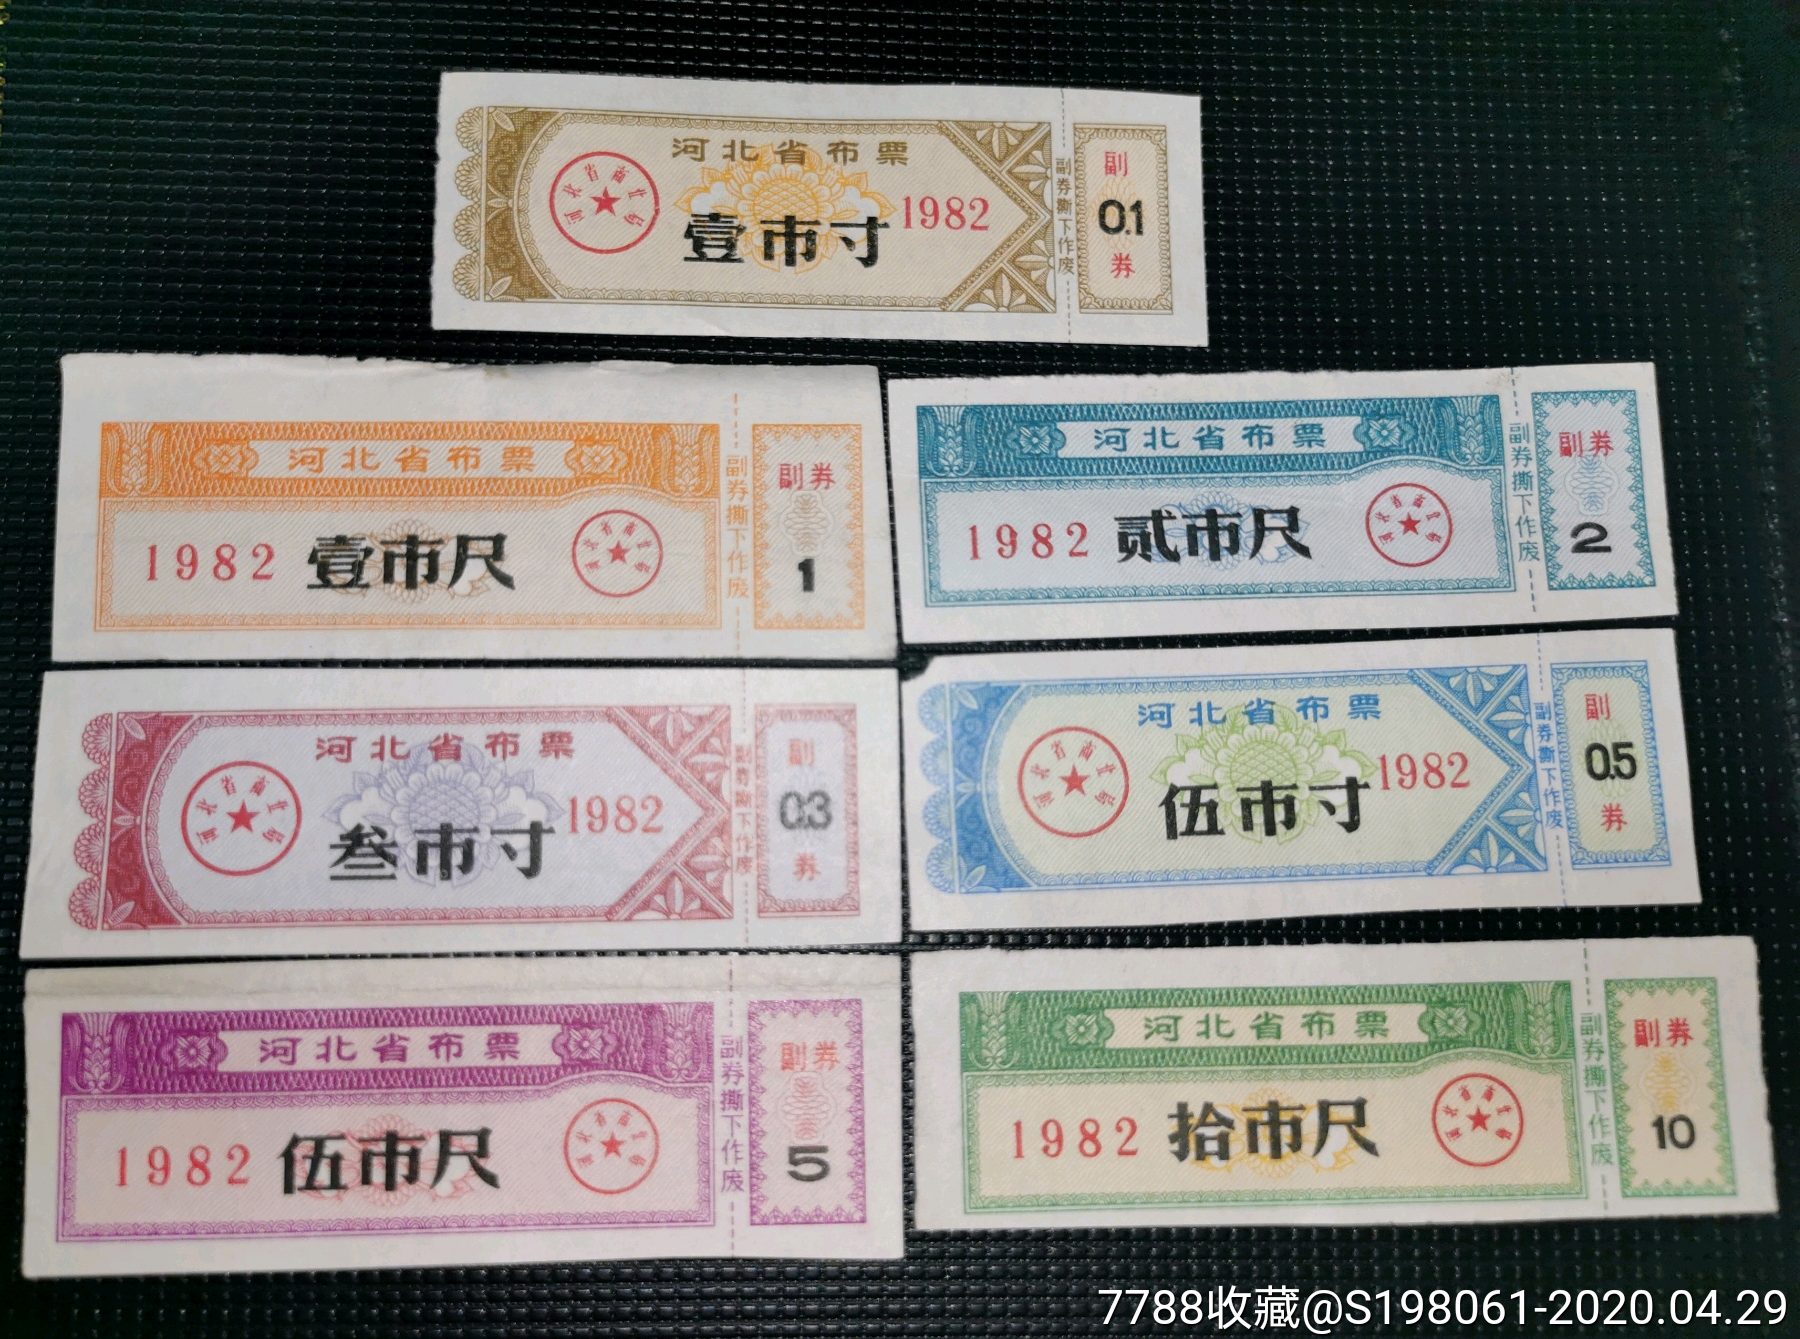 河北省布票
壹市寸
1982
副券撕下作废
副
0.1
券
河北省布票
1982 壹市尺
副券撕下作废
副券
1
河北省布票
1982 贰市尺
副券撕下作废
副券
2
河北省布票
叁市寸
1982
副券撕下作废
副
0.3
券
河北省布票
伍市寸
1982
副券撕下作废
副
0.5
券
河北省布票
1982 伍市尺
副券撕下作废
副券
5
河北省布票
1982 拾市尺
副券撕下作废
副券
10
7788收藏@S198061-2020.04.29